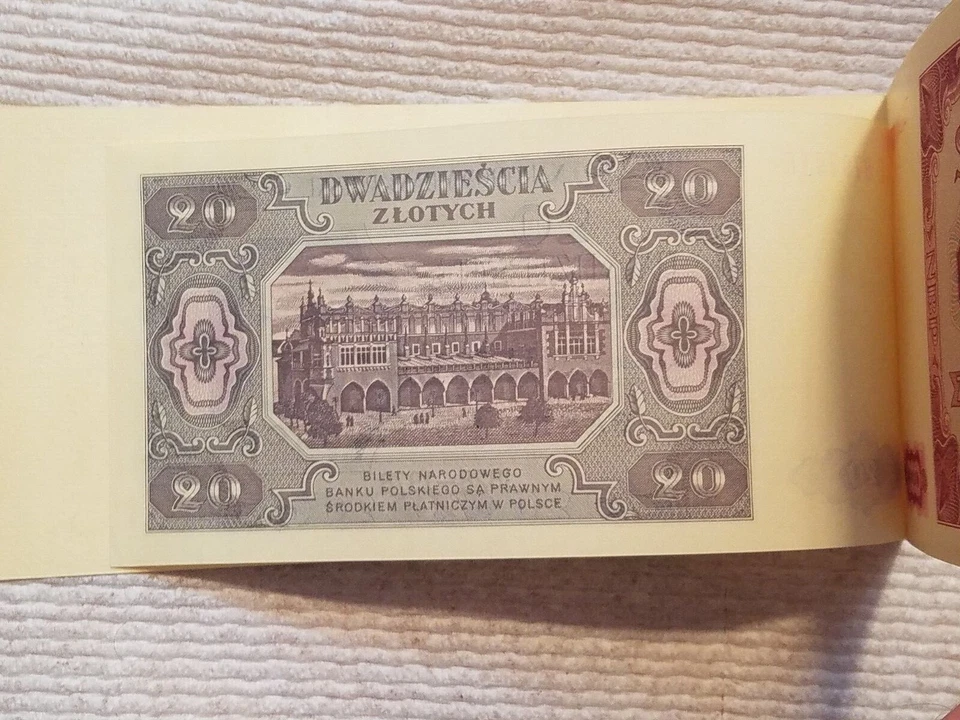 20 DWADZIEŚCIA 20
ZŁOTYCH
20 BILETY NARODOWEGO 20
BANKU POLSKIEGO SĄ PRAWNYM
ŚRODKIEM PŁATNICZYM W POLSCE